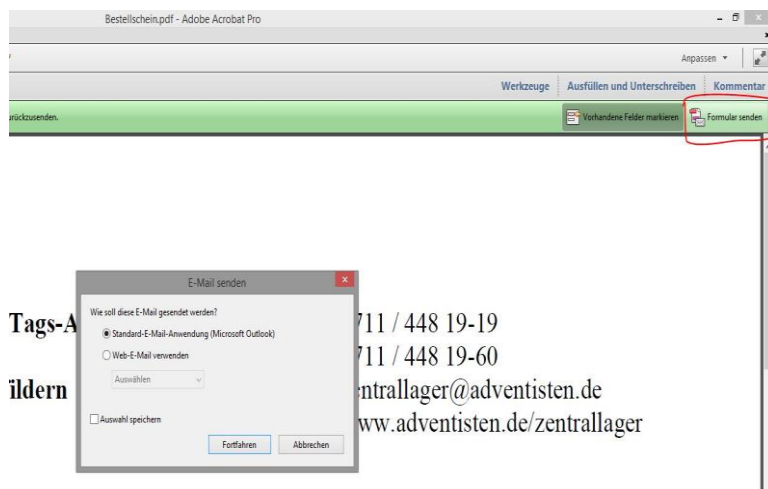 Bestellschein.pdf - Adobe Acrobat Pro
Anpassen
Werkzeuge Ausfüllen und Unterschreiben Kommentar
urückzusenden. Vorhandene Felder markieren Formular senden
E-Mail senden
Wie soll diese E-Mail gesendet werden?
Tags-A 711 / 448 19-19
Standard-E-Mail-Anwendung (Microsoft Outlook)
Web-E-Mail verwenden
711 / 448 19-60
Auswählen
ildern ntrallager@adventisten.de
Auswahl speichern
ww.adventisten.de/zentrallager
Fortfahren Abbrechen